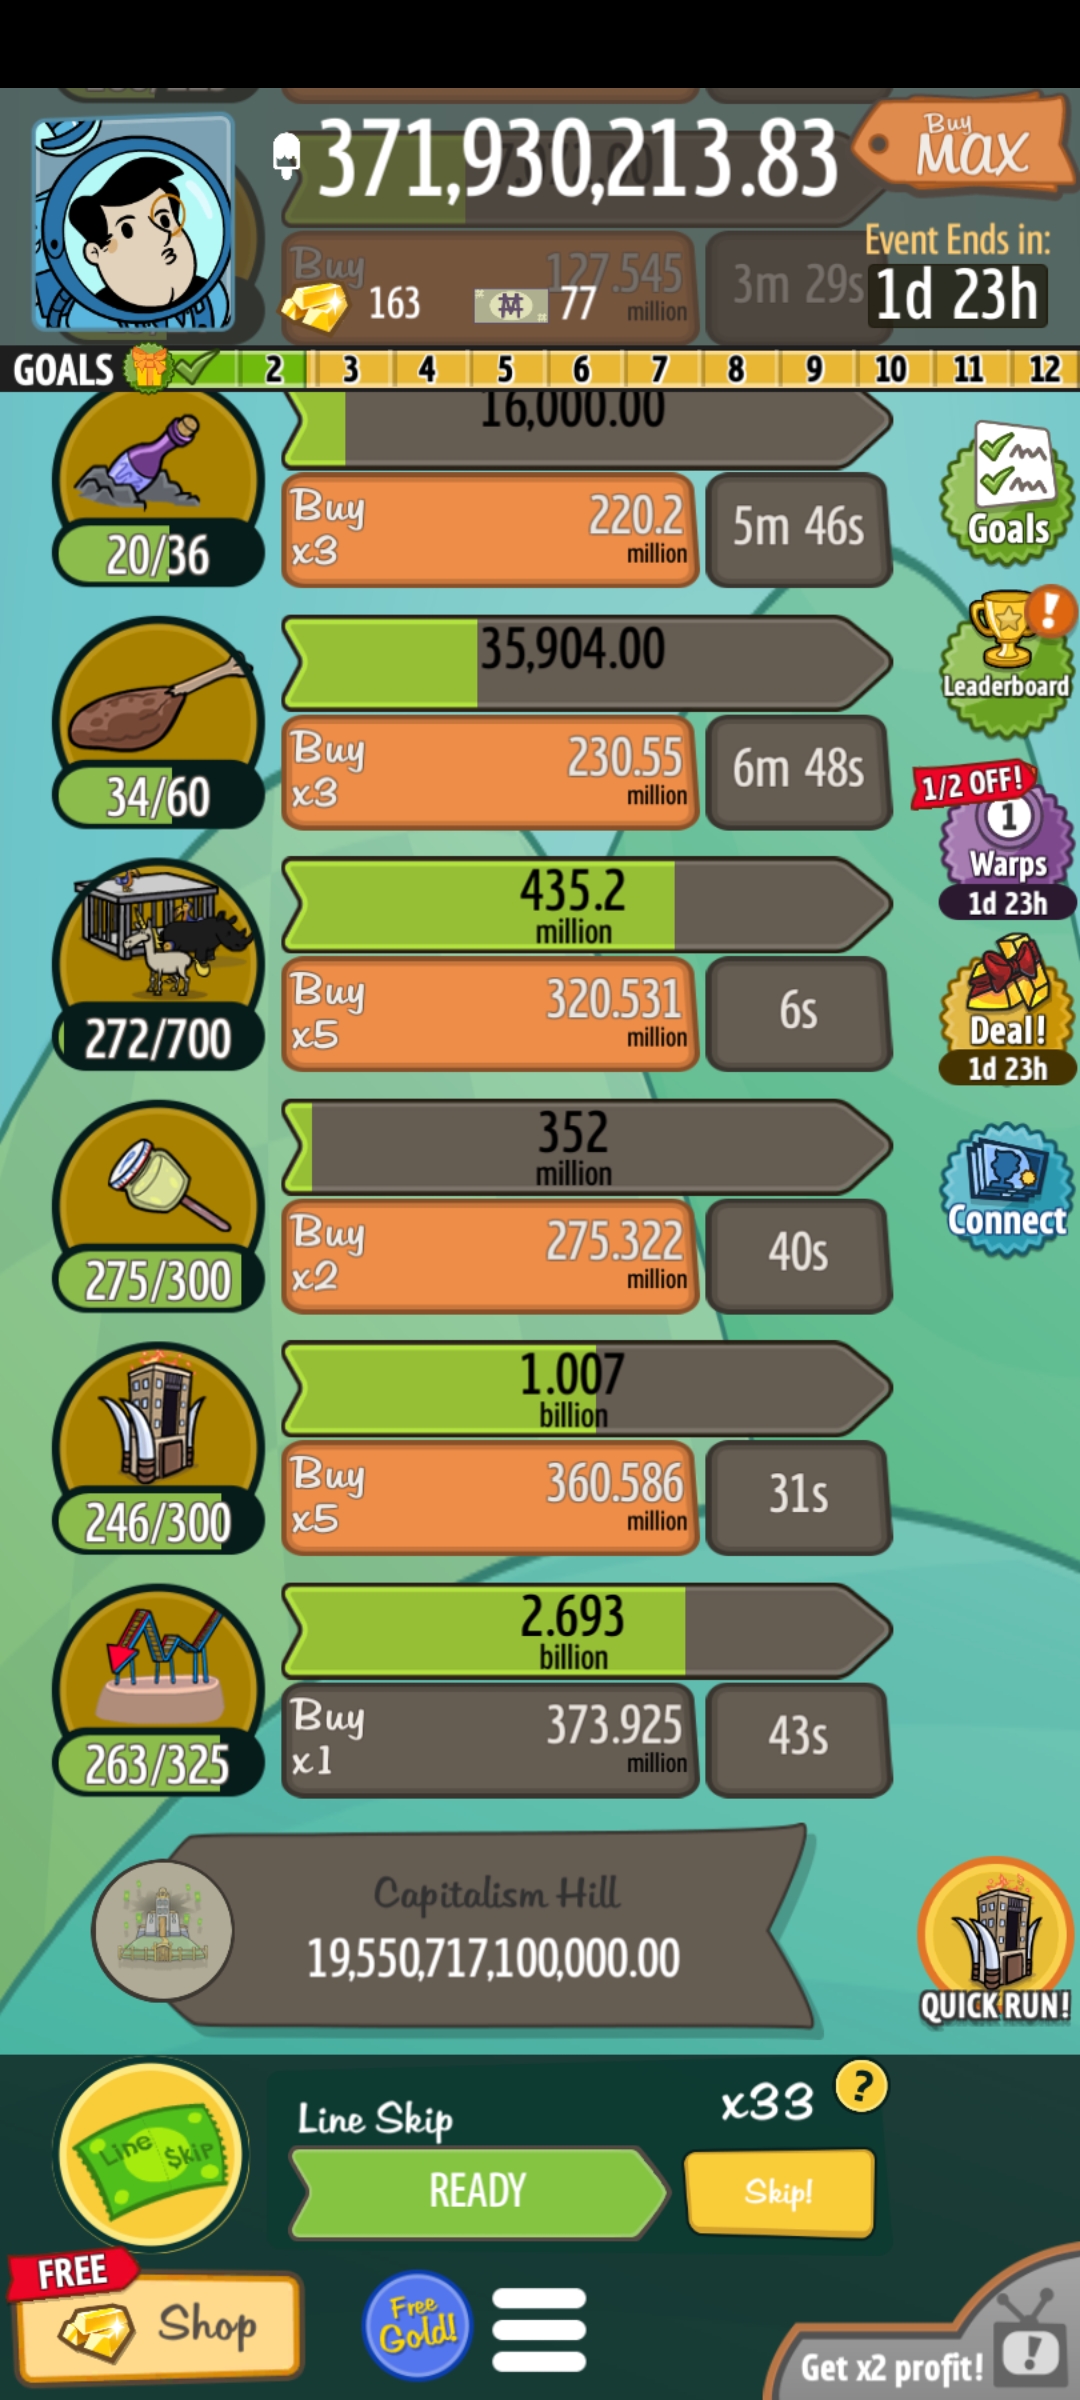 371,930,213.83
Buy
MAX
Event Ends in:
1d 23h
Buy
127.545
million
3m 29s
163
77
GOALS
2
3
4
5
6
7
8
9
10
11
12
16,000.00
20/36
Buy
x3
220.2
million
5m 46s
Goals
35,904.00
34/60
Buy
x3
230.55
million
6m 48s
Leaderboard
1/2 OFF!
1
Warps
1d 23h
435.2
million
272/700
Buy
x5
320.531
million
6s
Deal!
1d 23h
352
million
275/300
Buy
x2
275.322
million
40s
Connect
1.007
billion
246/300
Buy
x5
360.586
million
31s
2.693
billion
263/325
Buy
x1
373.925
million
43s
Capitalism Hill
19,550,717,100,000.00
QUICK RUN!
Line $kip
Line Skip
x33
?
READY
Skip!
FREE
Shop
Free
Gold!
Get x2 profit!